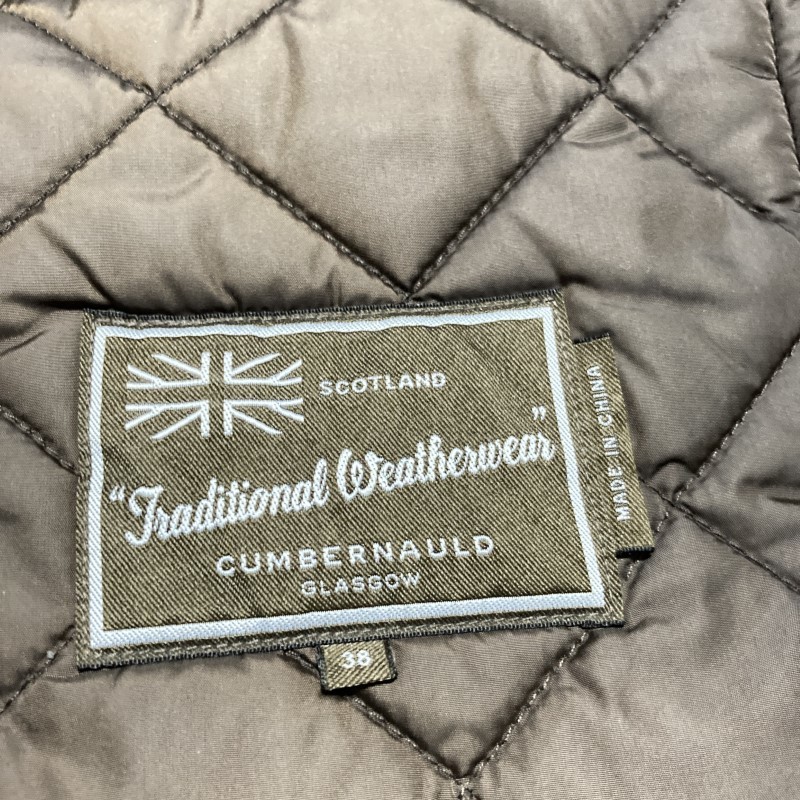 SCOTLAND
"Traditional Weatherwear"
CUMBERNAULD
GLASGOW
MADE IN CHINA
38